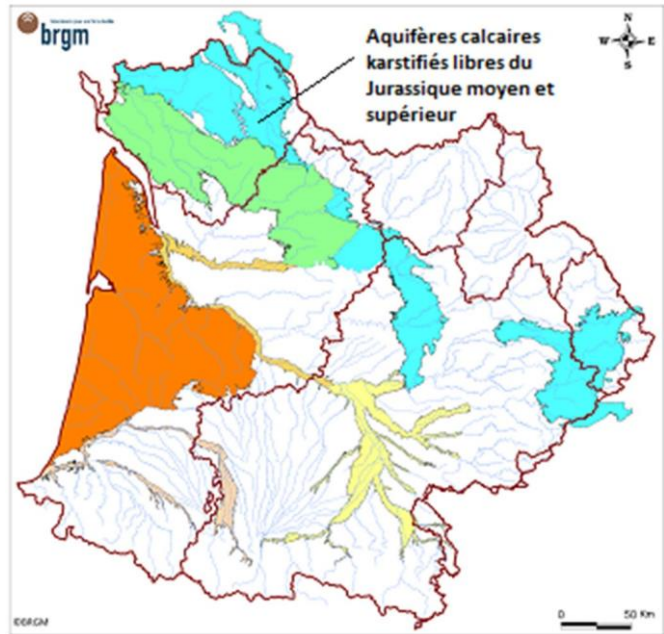 brgm
Aquifères calcaires
karstifiés libres du
Jurassique moyen et
supérieur
N
W E
S
©BRGM
0 50 Km